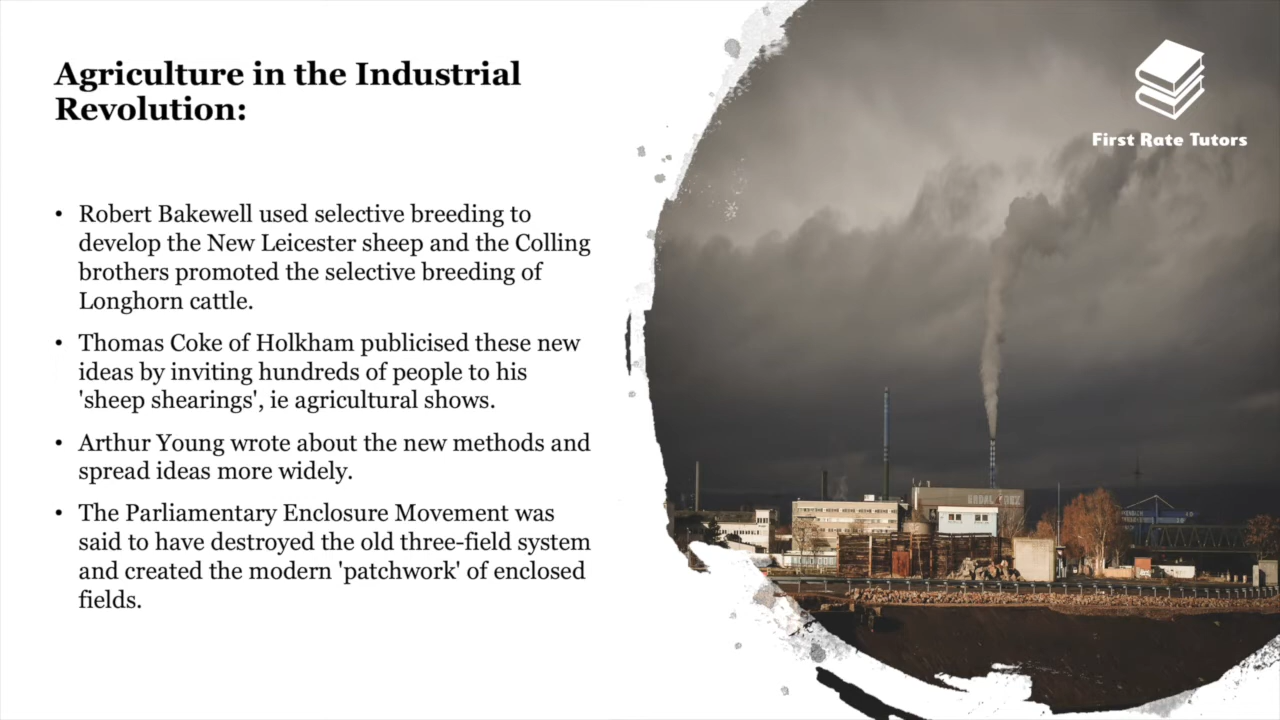 Agriculture in the Industrial
Revolution:
First Rate Tutors
• Robert Bakewell used selective breeding to
develop the New Leicester sheep and the Colling
brothers promoted the selective breeding of
Longhorn cattle.
• Thomas Coke of Holkham publicised these new
ideas by inviting hundreds of people to his
'sheep shearings', ie agricultural shows.
• Arthur Young wrote about the new methods and
spread ideas more widely.
• The Parliamentary Enclosure Movement was
said to have destroyed the old three-field system
and created the modern 'patchwork' of enclosed
fields.